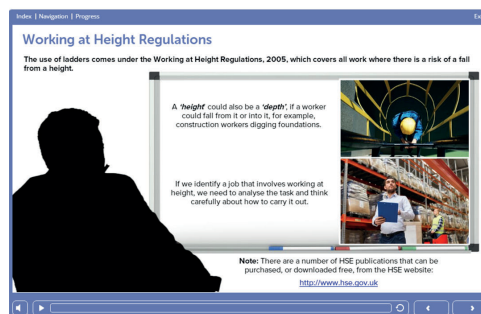 Index | Navigation | Progress
Ex
Working at Height Regulations
The use of ladders comes under the Working at Height Regulations, 2005, which covers all work where there is a risk of a fall
from a height.
A 'height' could also be a 'depth', if a worker
could fall from it or into it, for example,
construction workers digging foundations.
If we identify a job that involves working at
height, we need to analyse the task and think
carefully about how to carry it out.
Note: There are a number of HSE publications that can be
purchased, or downloaded free, from the HSE website:
http://www.hse.gov.uk